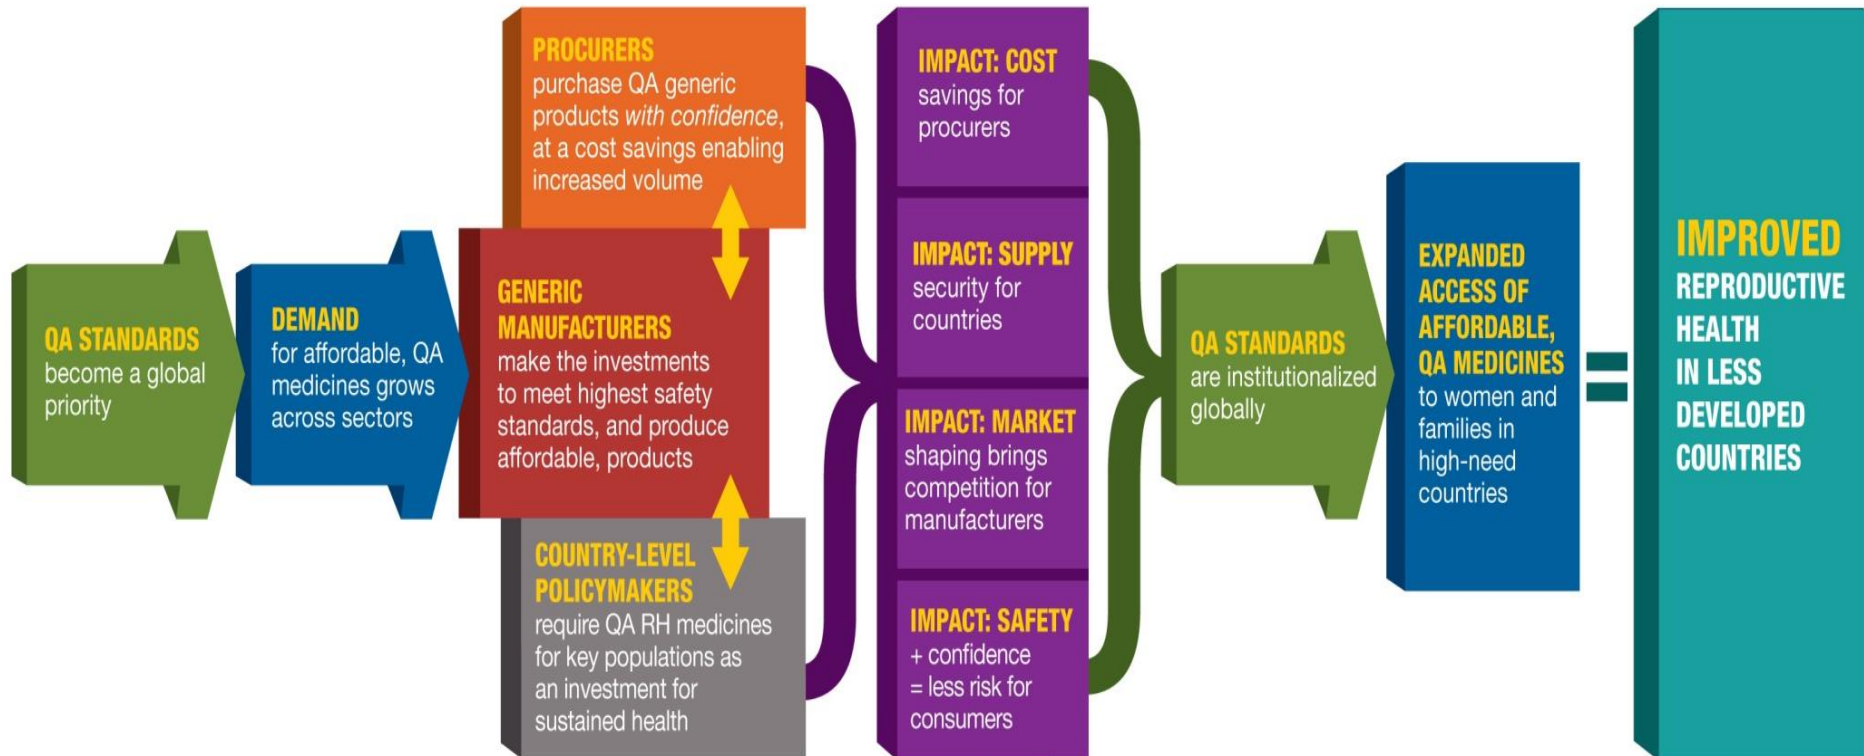 QA STANDARDS
become a global
priority
DEMAND
for affordable, QA
medicines grows
across sectors
PROCURERS
purchase QA generic
products with confidence,
at a cost savings enabling
increased volume
GENERIC
MANUFACTURERS
make the investments
to meet highest safety
standards, and produce
affordable, products
COUNTRY-LEVEL
POLICYMAKERS
require QA RH medicines
for key populations as
an investment for
sustained health
IMPACT: COST
savings for
procurers
IMPACT: SUPPLY
security for
countries
IMPACT: MARKET
shaping brings
competition for
manufacturers
IMPACT: SAFETY
+ confidence
= less risk for
consumers
QA STANDARDS
are institutionalized
globally
EXPANDED
ACCESS OF
AFFORDABLE,
QA MEDICINES
to women and
families in
high-need
countries
=
IMPROVED
REPRODUCTIVE
HEALTH
IN LESS
DEVELOPED
COUNTRIES